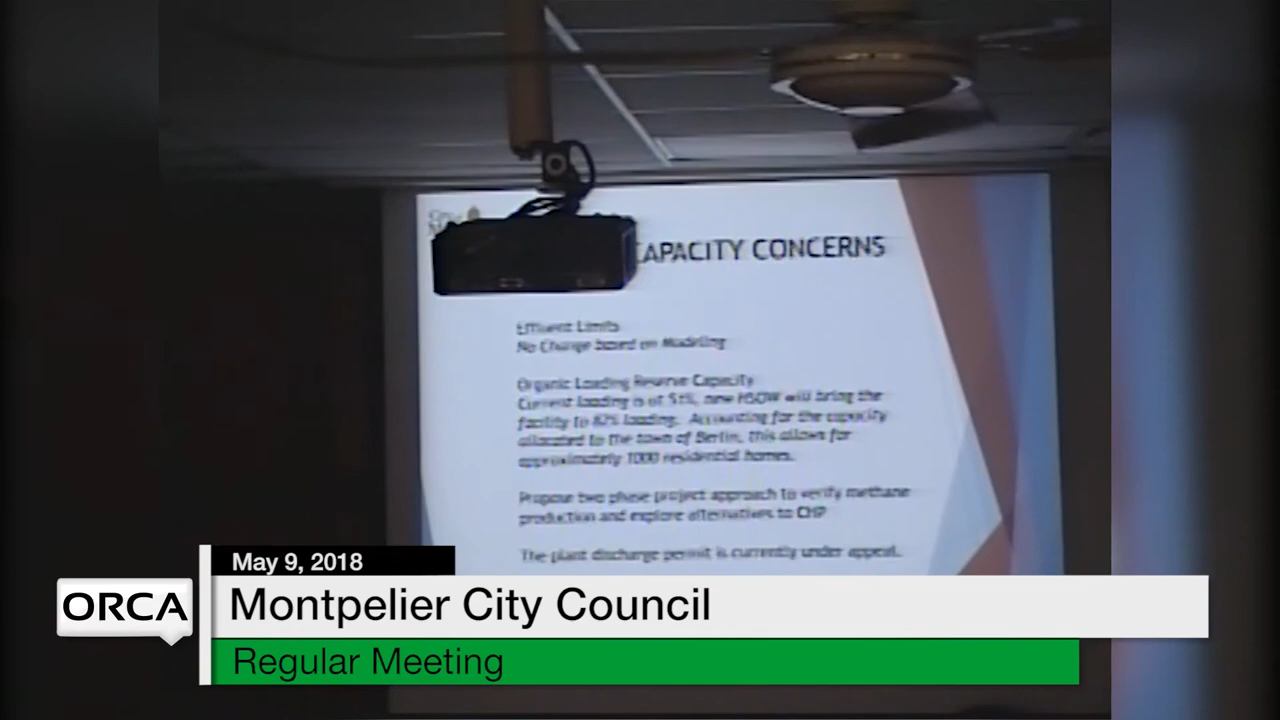 City
CAPACITY CONCERNS
Effluent Limits
No Change based on Modeling
Organic Loading Reserve Capacity
Current loading is at 51%, new HSOW will bring the
facility to 82% loading. Accounting for the capacity
allocated to the town of Berlin, this allows for
approximately 1000 residential homes.
Propose two phase project approach to verify methane
production and explore alternatives to CHP
The plant discharge permit is currently under appeal.
May 9, 2018
ORCA
Montpelier City Council
Regular Meeting